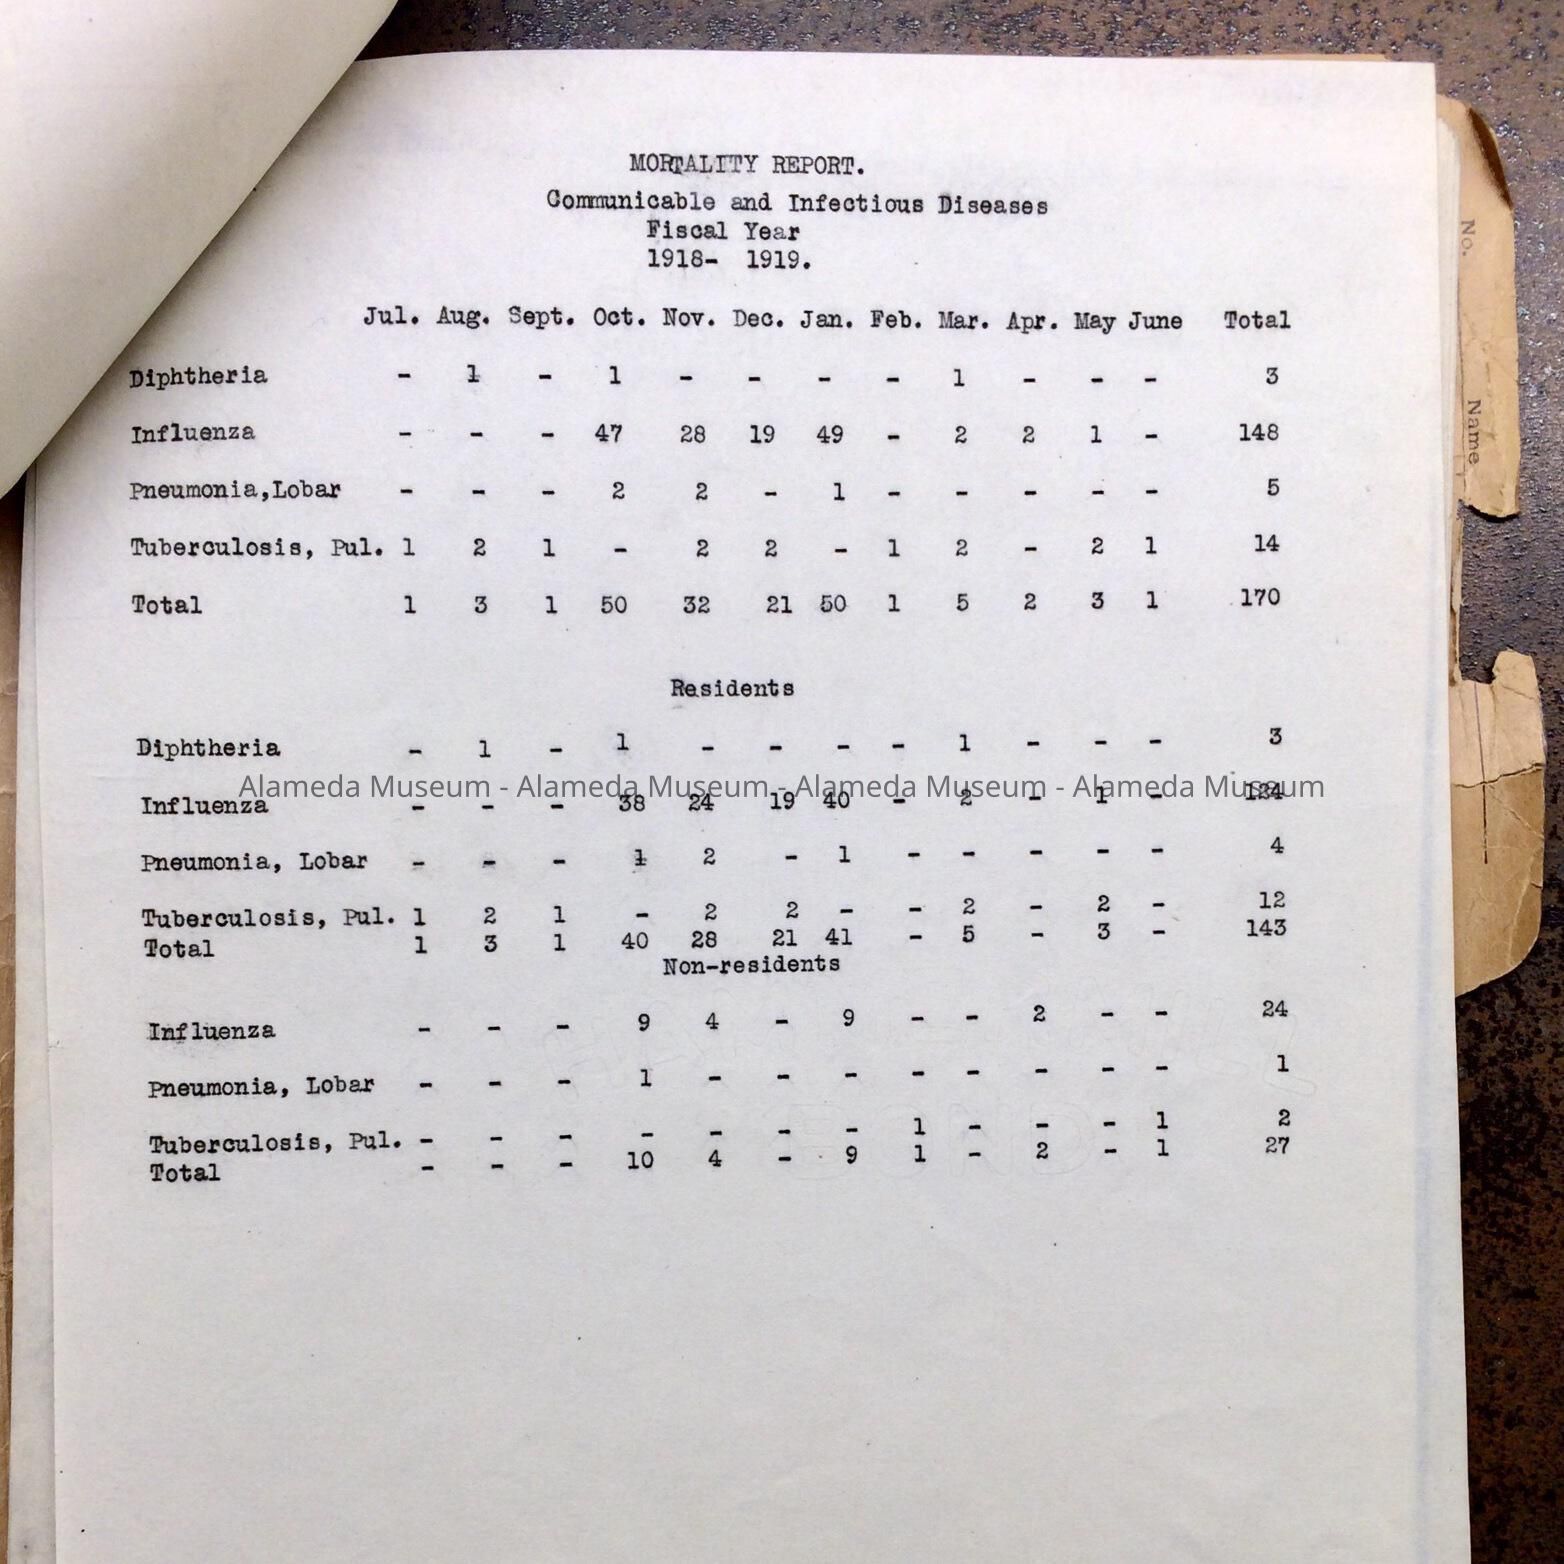 MORTALITY REPORT.
Communicable and Infectious Diseases
Fiscal Year
1918- 1919.
Jul. Aug. Sept. Oct. Nov. Dec. Jan. Feb. Mar. Apr. May June Total
Diphtheria - 1 - 1 - - - - 1 - - - 3
Influenza - - - 47 28 19 49 - 2 2 1 - 148
Pneumonia,Lobar - - - 2 2 - 1 - - - - - 5
Tuberculosis, Pul. 1 2 1 - 2 2 - 1 2 - 2 1 14
Total 1 3 1 50 32 21 50 1 5 2 3 1 170
Residents
Diphtheria - 1 - 1 - - - - 1 - - - 3
Alameda Museum - Alameda Museum - Alameda Museum - Alameda Museum
Influenza - - - 38 24 19 40 - 2 - 1 - 124
Pneumonia, Lobar - - - 1 2 - 1 - - - - - 4
Tuberculosis, Pul. 1 2 1 - 2 2 - - 2 - 2 - 12
Total 1 3 1 40 28 21 41 - 5 - 3 - 143
Non-residents
Influenza - - - 9 4 - 9 - - 2 - - 24
Pneumonia, Lobar - - - 1 - - - - - - - - 1
Tuberculosis, Pul. - - - - - - - 1 - - - 1 2
Total - - - 10 4 - 9 1 - 2 - 1 27
No.
Name